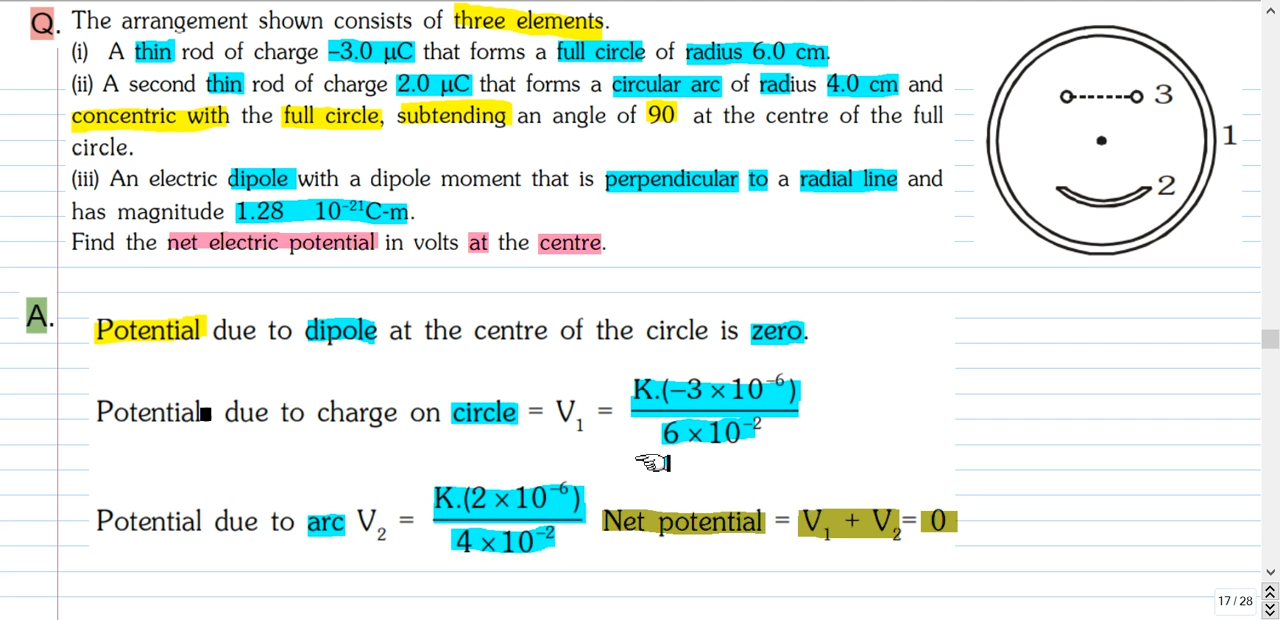 Q. The arrangement shown consists of three elements.
(i) A thin rod of charge –3.0 μC that forms a full circle of radius 6.0 cm.
(ii) A second thin rod of charge 2.0 μC that forms a circular arc of radius 4.0 cm and
concentric with the full circle, subtending an angle of 90 at the centre of the full
circle.
(iii) An electric dipole with a dipole moment that is perpendicular to a radial line and
has magnitude 1.28 10⁻²¹C-m.
Find the net electric potential in volts at the centre.
3
1
2
A.
Potential due to dipole at the centre of the circle is zero.
Potential due to charge on circle = V₁ = K.(–3 × 10⁻⁶) / 6 × 10⁻²
Potential due to arc V₂ = K.(2 × 10⁻⁶) / 4 × 10⁻² Net potential = V₁ + V₂ = 0
17 / 28